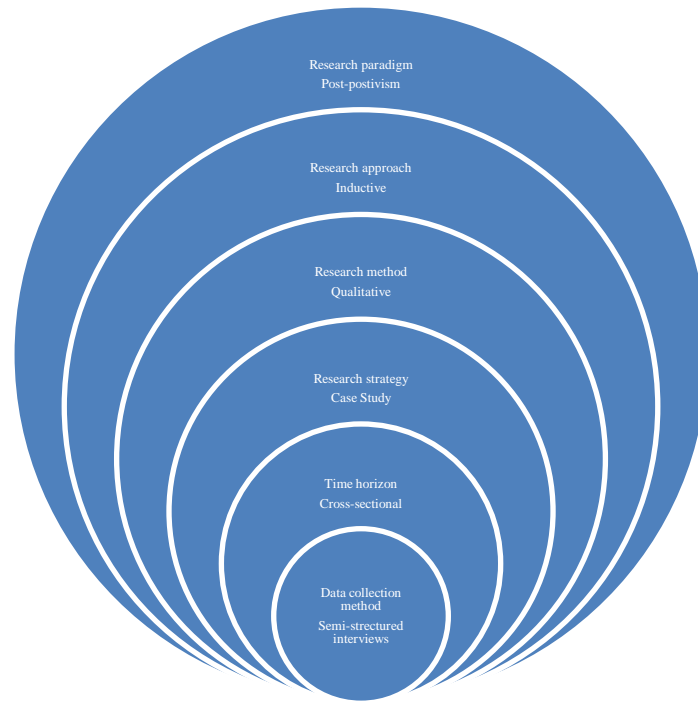 Research paradigm
Post-postivism
Research approach
Inductive
Research method
Qualitative
Research strategy
Case Study
Time horizon
Cross-sectional
Data collection
method
Semi-strectured
interviews